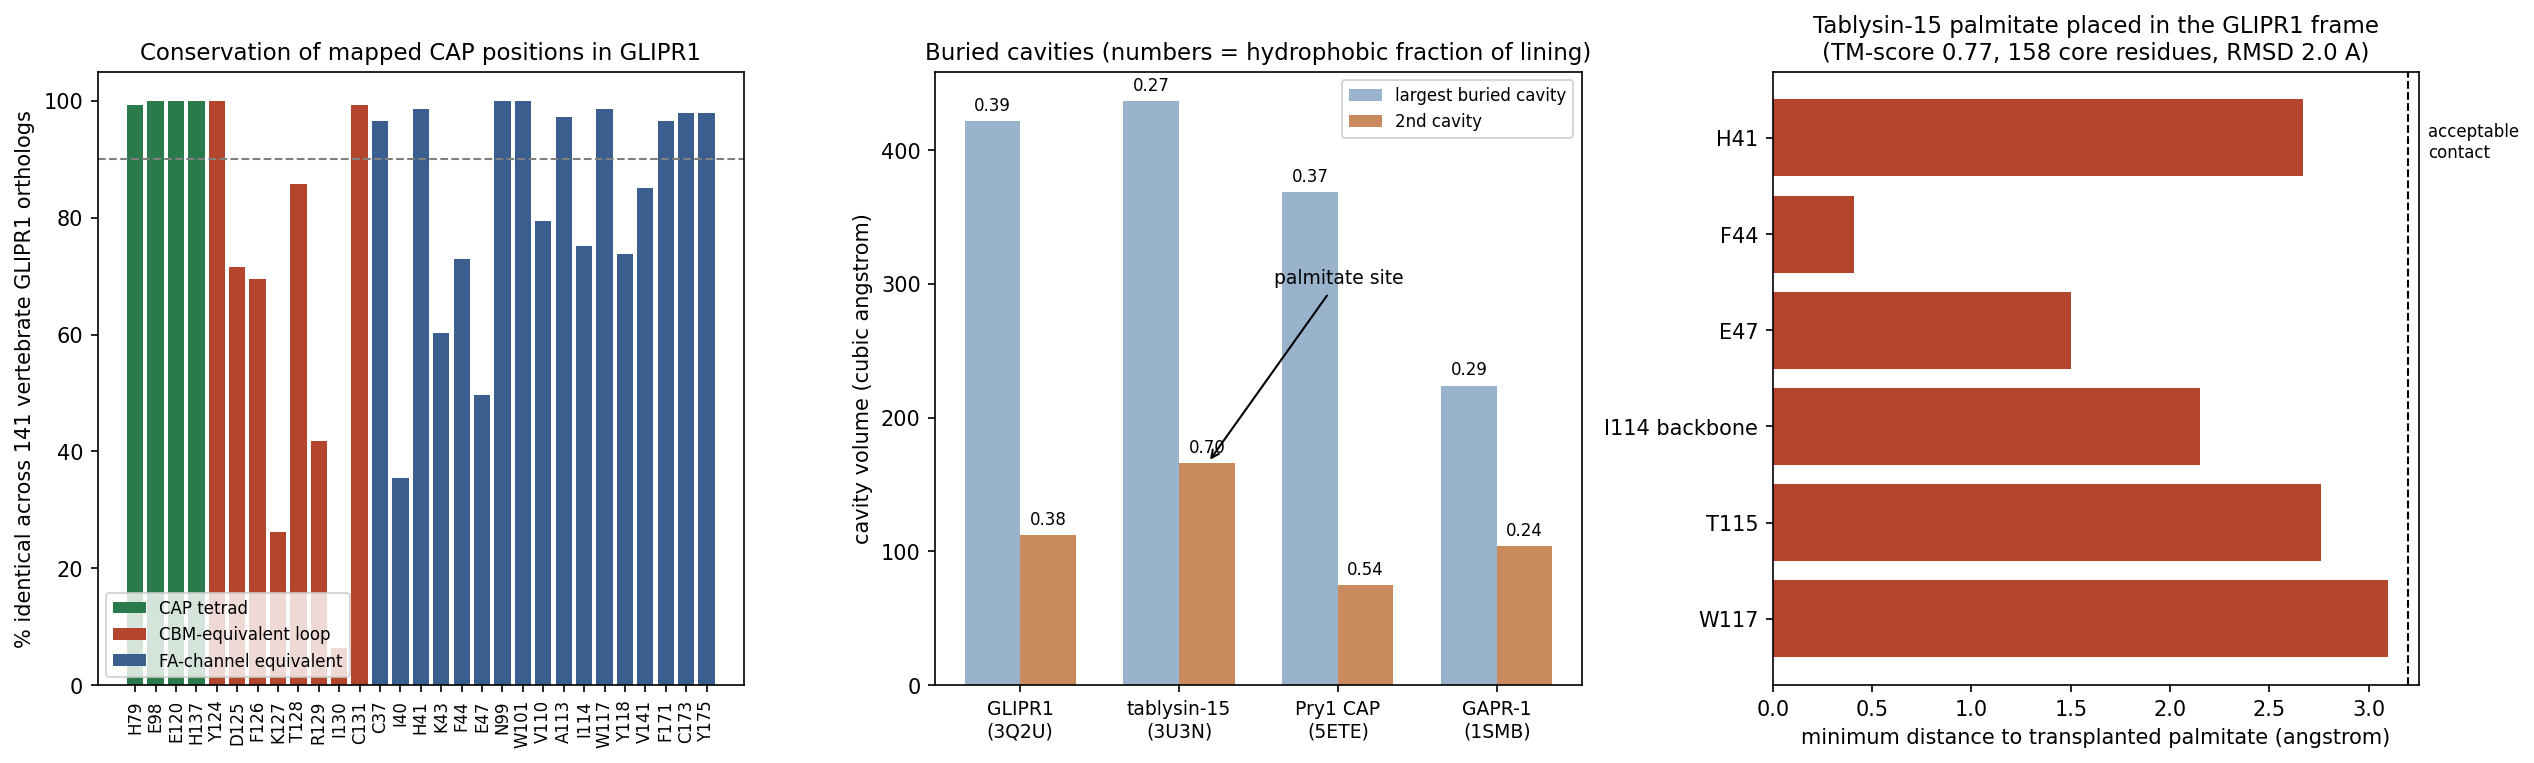 Conservation of mapped CAP positions in GLIPR1
% identical across 141 vertebrate GLIPR1 orthologs
100
80
60
40
20
0
CAP tetrad
CBM-equivalent loop
FA-channel equivalent
H79 E98 E120 H137 Y124 D125 F126 K127 T128 R129 I130 C131 C37 I40 H41 K43 F44 E47 N99 W101 V110 A113 I114 W117 Y118 V141 F171 C173 Y175
Buried cavities (numbers = hydrophobic fraction of lining)
cavity volume (cubic angstrom)
400
300
200
100
0
largest buried cavity
2nd cavity
0.39
0.38
0.27
0.70
0.37
0.54
0.29
0.24
palmitate site
GLIPR1
(3Q2U)
tablysin-15
(3U3N)
Pry1 CAP
(5ETE)
GAPR-1
(1SMB)
Tablysin-15 palmitate placed in the GLIPR1 frame
(TM-score 0.77, 158 core residues, RMSD 2.0 A)
H41
F44
E47
I114 backbone
T115
W117
acceptable
contact
0.0 0.5 1.0 1.5 2.0 2.5 3.0
minimum distance to transplanted palmitate (angstrom)